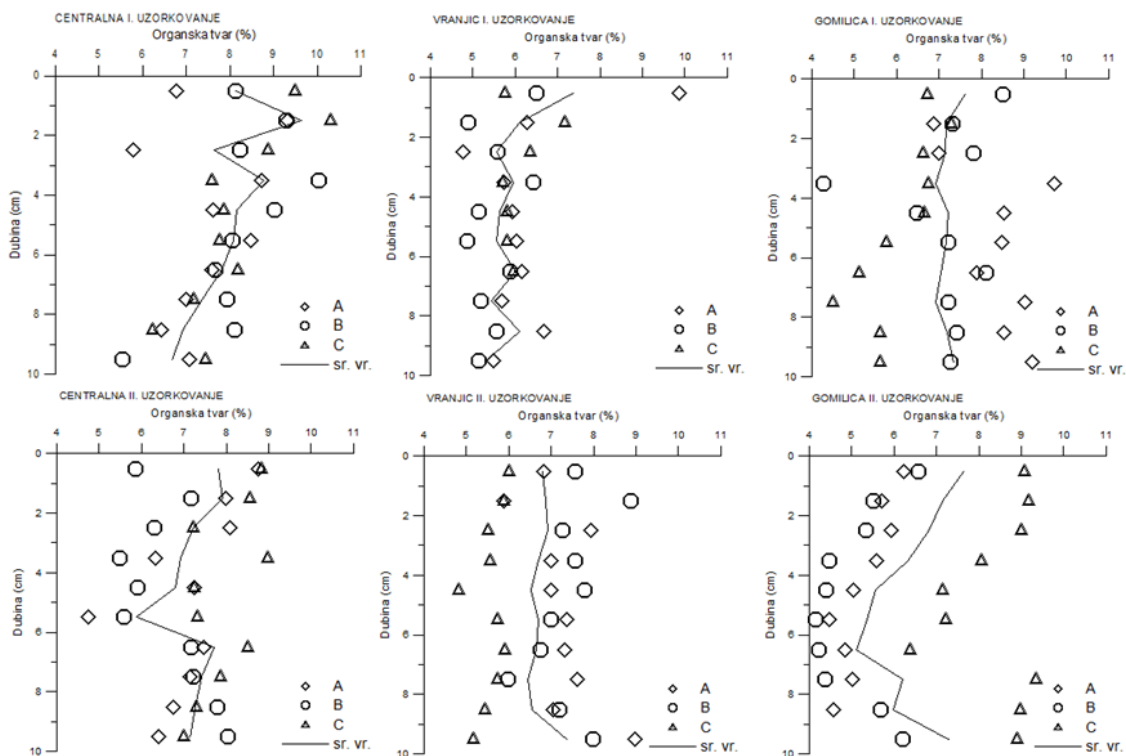 CENTRALNA I. UZORKOVANJE
Organska tvar (%)
4 5 6 7 8 9 10 11
0
2
4
6
8
10
Dubina (cm)
A
B
C
sr. vr.
VRANJIC I. UZORKOVANJE
Organska tvar (%)
4 5 6 7 8 9 10 11
0
2
4
6
8
10
Dubina (cm)
A
B
C
sr. vr.
GOMILICA I. UZORKOVANJE
Organska tvar (%)
4 5 6 7 8 9 10 11
0
2
4
6
8
10
Dubina (cm)
A
B
C
sr. vr.
CENTRALNA II. UZORKOVANJE
Organska tvar (%)
4 5 6 7 8 9 10 11
0
2
4
6
8
10
Dubina (cm)
A
B
C
sr. vr.
VRANJIC II. UZORKOVANJE
Organska tvar (%)
4 5 6 7 8 9 10 11
0
2
4
6
8
10
Dubina (cm)
A
B
C
sr. vr.
GOMILICA II. UZORKOVANJE
Organska tvar (%)
4 5 6 7 8 9 10 11
0
2
4
6
8
10
Dubina (cm)
A
B
C
sr. vr.